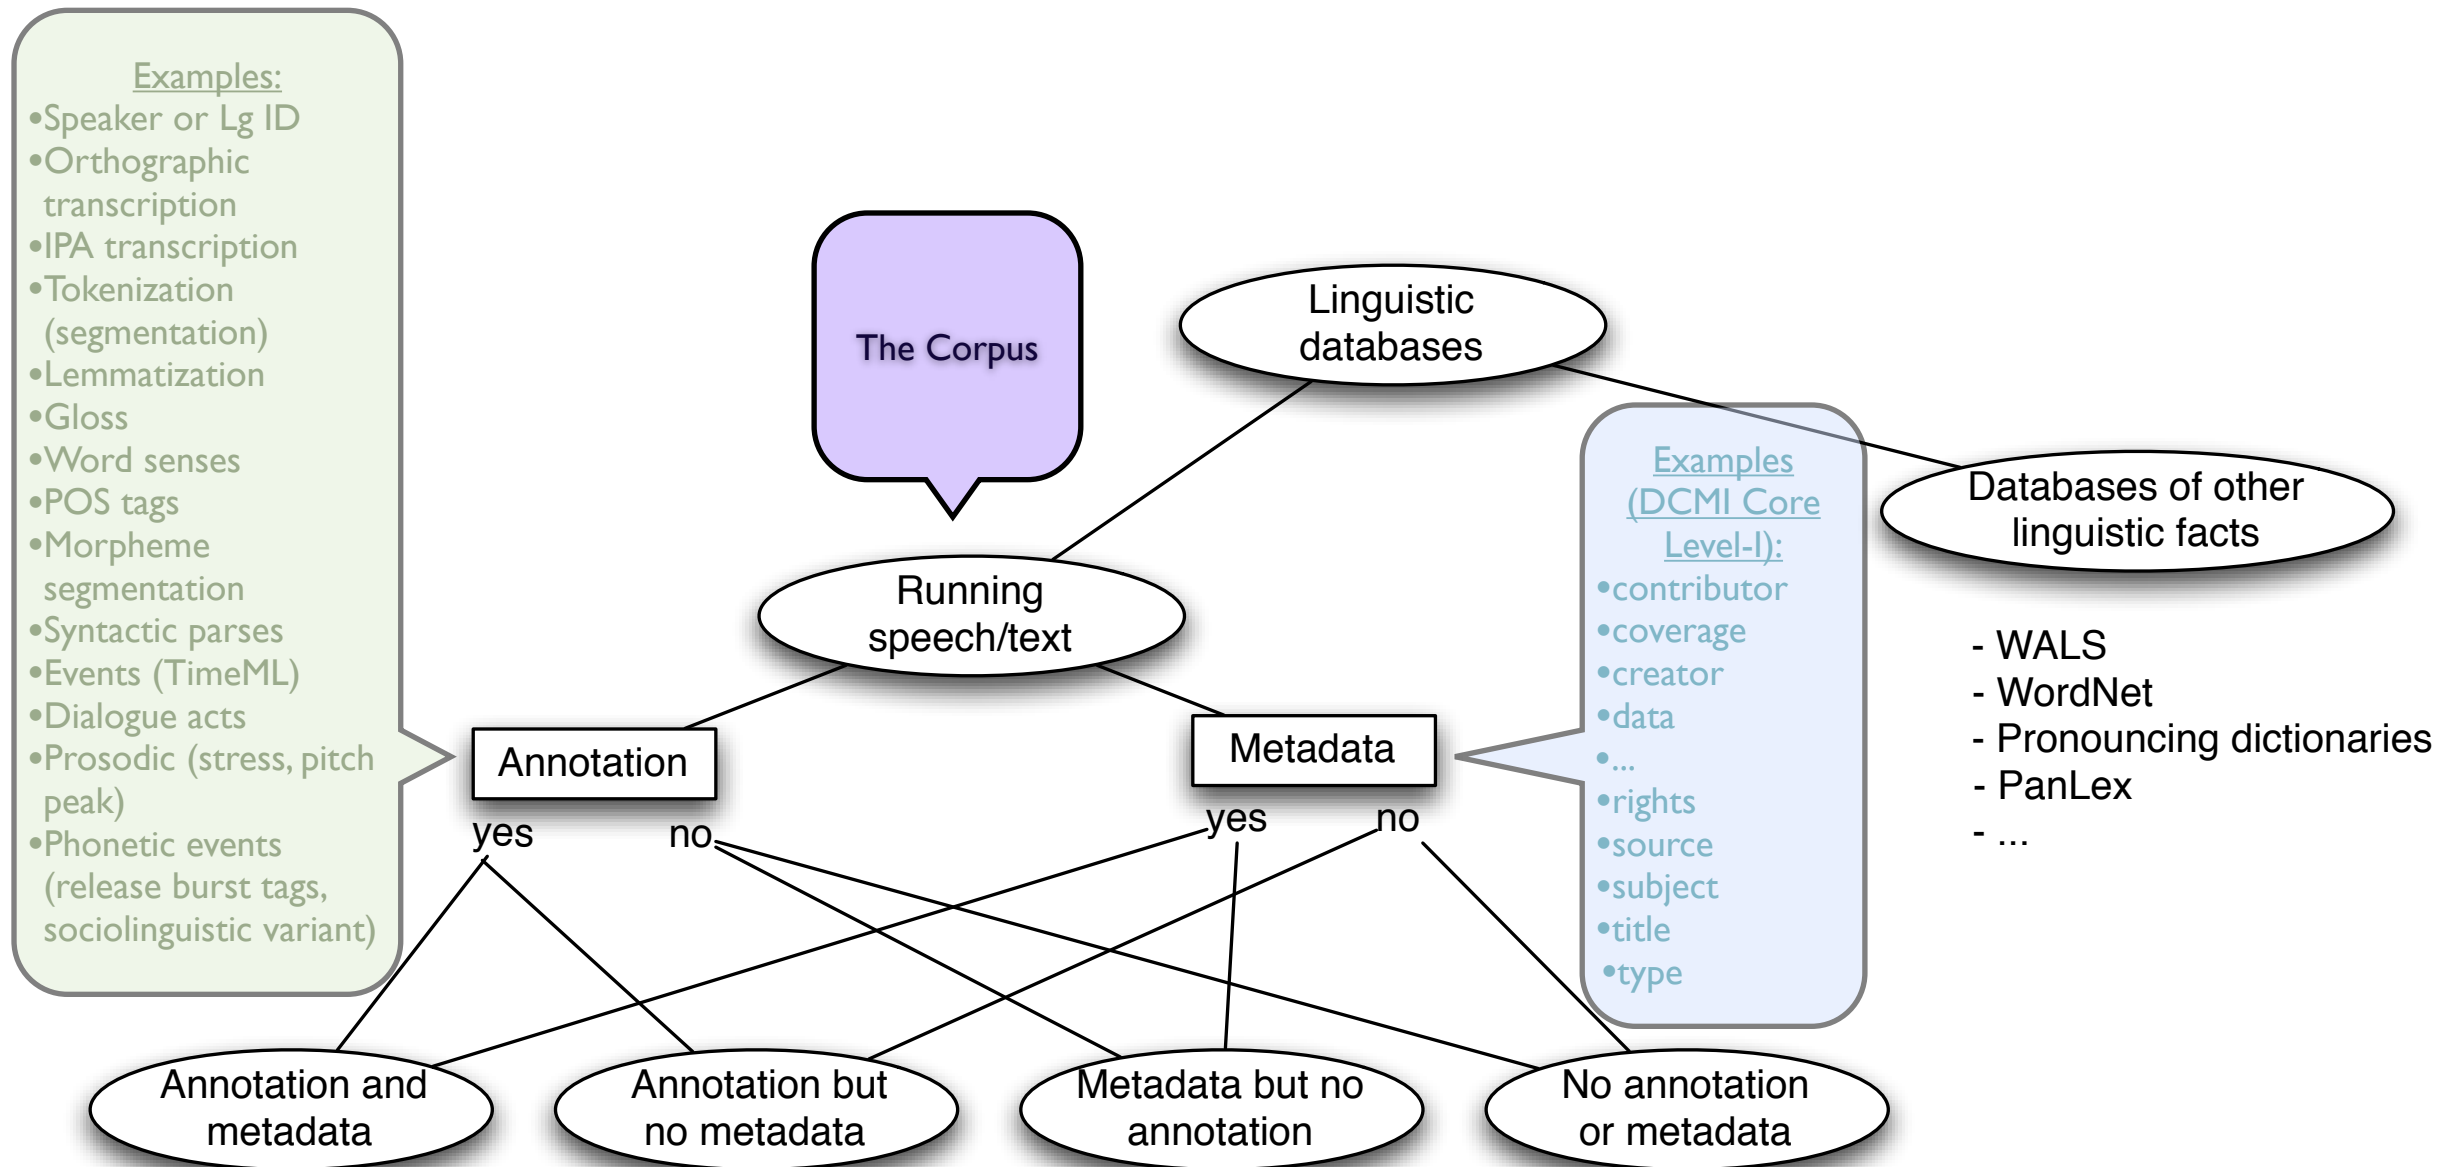 Examples:
•Speaker or Lg ID
•Orthographic
transcription
•IPA transcription
•Tokenization
(segmentation)
•Lemmatization
•Gloss
•Word senses
•POS tags
•Morpheme
segmentation
•Syntactic parses
•Events (TimeML)
•Dialogue acts
•Prosodic (stress, pitch
peak)
•Phonetic events
(release burst tags,
sociolinguistic variant)
The Corpus
Linguistic
databases
Running
speech/text
Databases of other
linguistic facts
- WALS
- WordNet
- Pronouncing dictionaries
- PanLex
- ...
Examples
(DCMI Core
Level-I):
•contributor
•coverage
•creator
•data
•...
•rights
•source
•subject
•title
•type
Annotation
yes no
Metadata
yes no
Annotation and
metadata
Annotation but
no metadata
Metadata but no
annotation
No annotation
or metadata